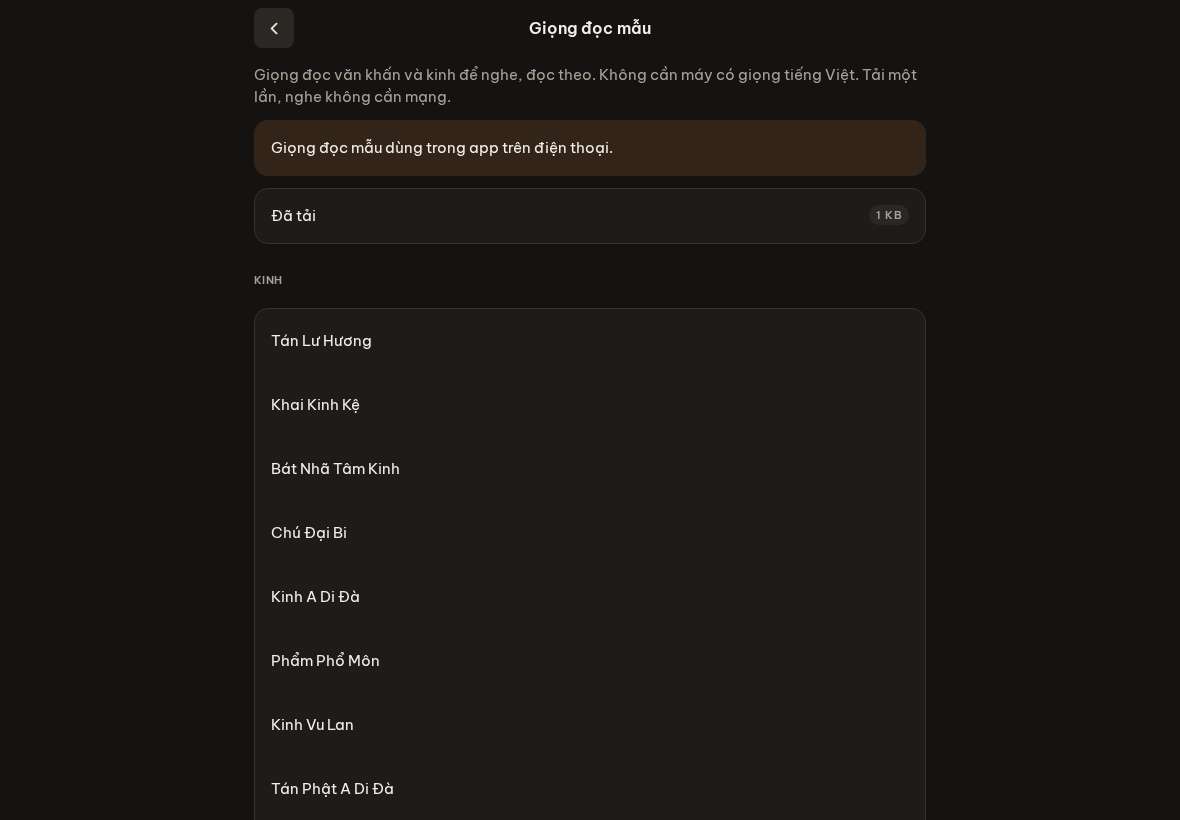 Giọng đọc mẫu
Giọng đọc văn khấn và kinh để nghe, đọc theo. Không cần máy có giọng tiếng Việt. Tải một
lần, nghe không cần mạng.
Giọng đọc mẫu dùng trong app trên điện thoại.
Đã tải
1 KB
KINH
Tán Lư Hương
Khai Kinh Kệ
Bát Nhã Tâm Kinh
Chú Đại Bi
Kinh A Di Đà
Phẩm Phổ Môn
Kinh Vu Lan
Tán Phật A Di Đà